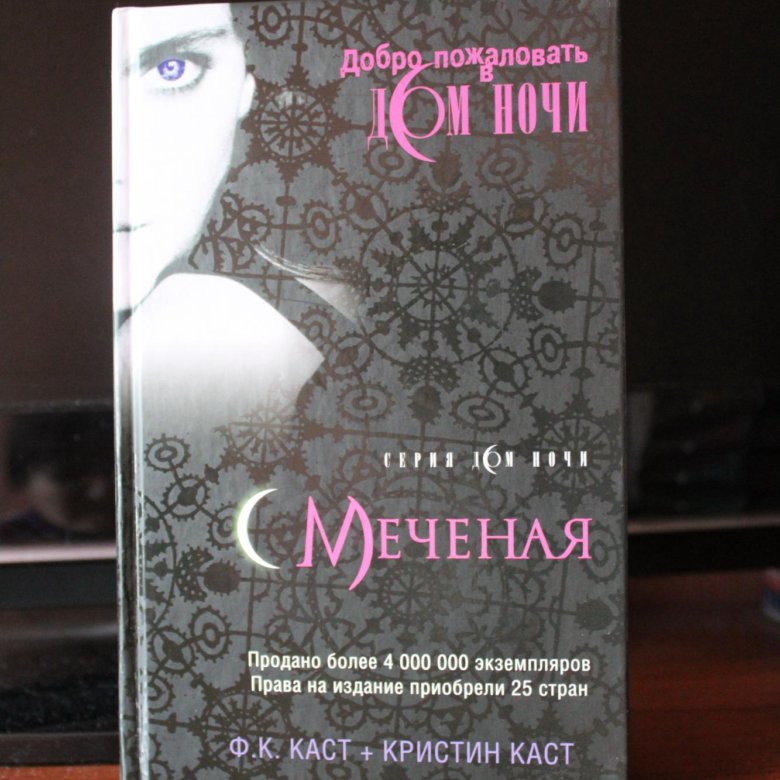 Добро пожаловать
в
ДОМ НОЧИ
СЕРИЯ ДОМ НОЧИ
МЕЧЕНАЯ
Продано более 4 000 000 экземпляров
Права на издание приобрели 25 стран
Ф.К. КАСТ + КРИСТИН КАСТ